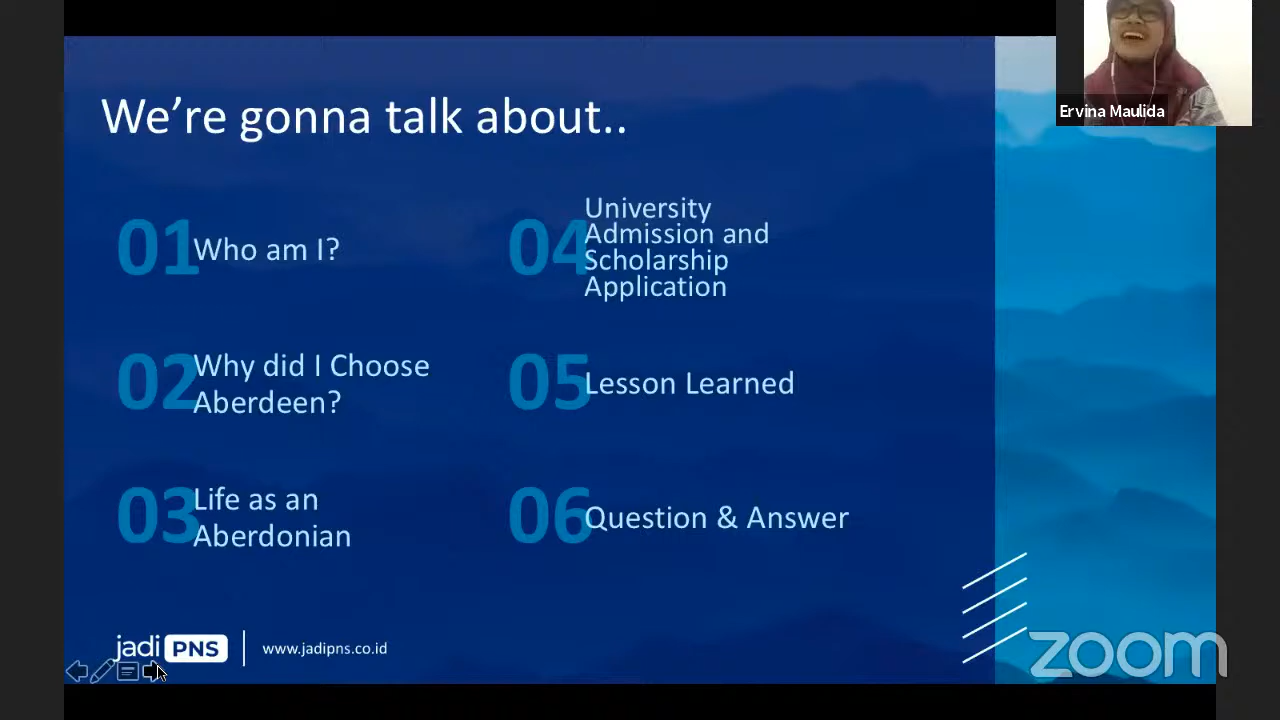 We're gonna talk about..
01
Who am I?
02
Why did I Choose
Aberdeen?
03
Life as an
Aberdonian
04
University
Admission and
Scholarship
Application
05
Lesson Learned
06
Question & Answer
jadi PNS
www.jadipns.co.id
Ervina Maulida
zoom